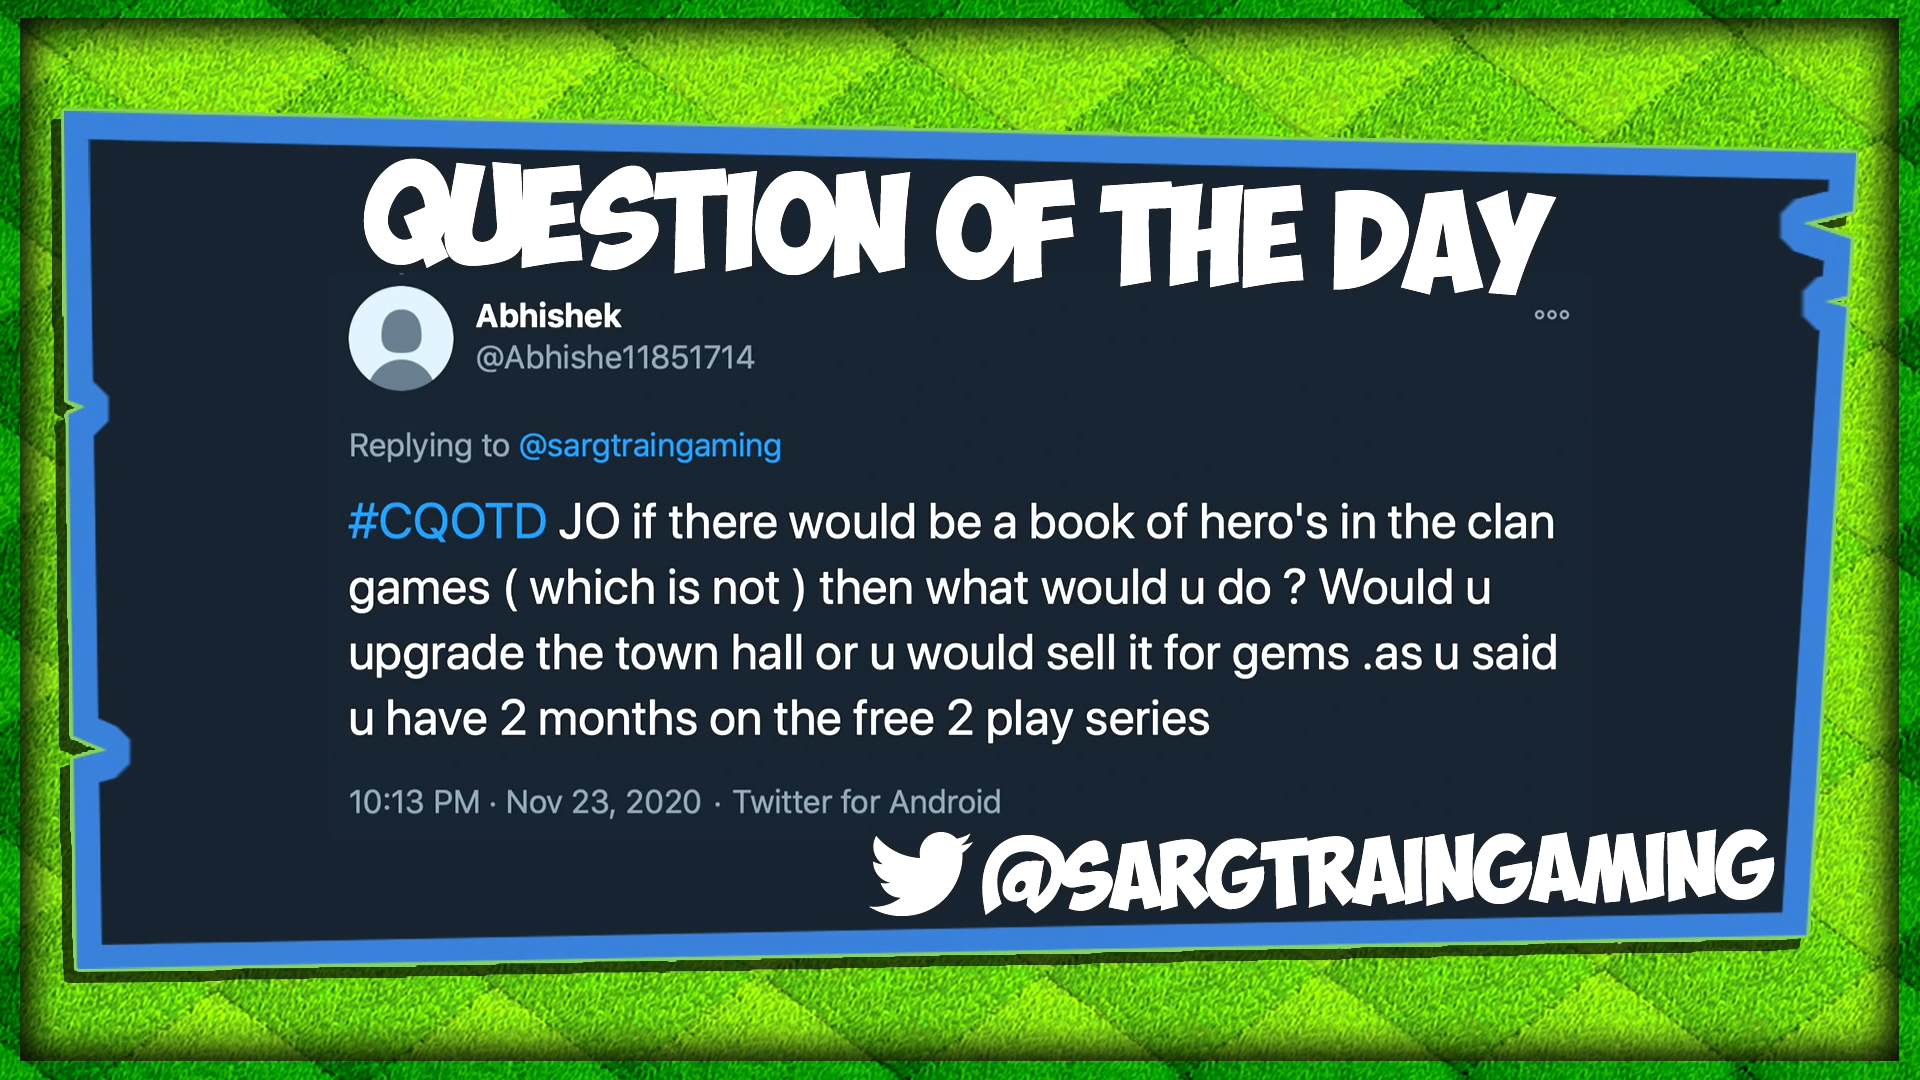 QUESTION OF THE DAY
Abhishek
@Abhishe11851714
Replying to @sargtraingaming
#CQOTD JO if there would be a book of hero's in the clan
games ( which is not ) then what would u do ? Would u
upgrade the town hall or u would sell it for gems .as u said
u have 2 months on the free 2 play series
10:13 PM · Nov 23, 2020 · Twitter for Android
@SARGTRAINGAMING